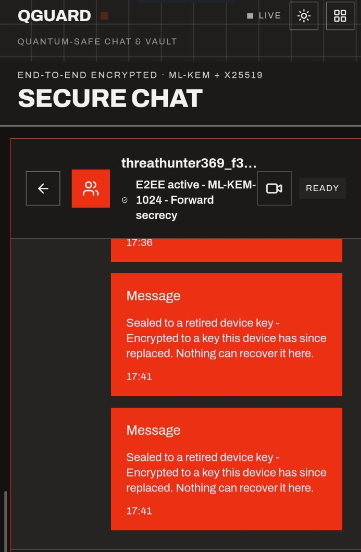 QGUARD
LIVE
QUANTUM-SAFE CHAT & VAULT
END-TO-END ENCRYPTED · ML-KEM + X25519
SECURE CHAT
threathunter369_f3...
E2EE active - ML-KEM-
1024 - Forward
secrecy
READY
17:36
Message
Sealed to a retired device key -
Encrypted to a key this device has since
replaced. Nothing can recover it here.
17:41
Message
Sealed to a retired device key -
Encrypted to a key this device has since
replaced. Nothing can recover it here.
17:41